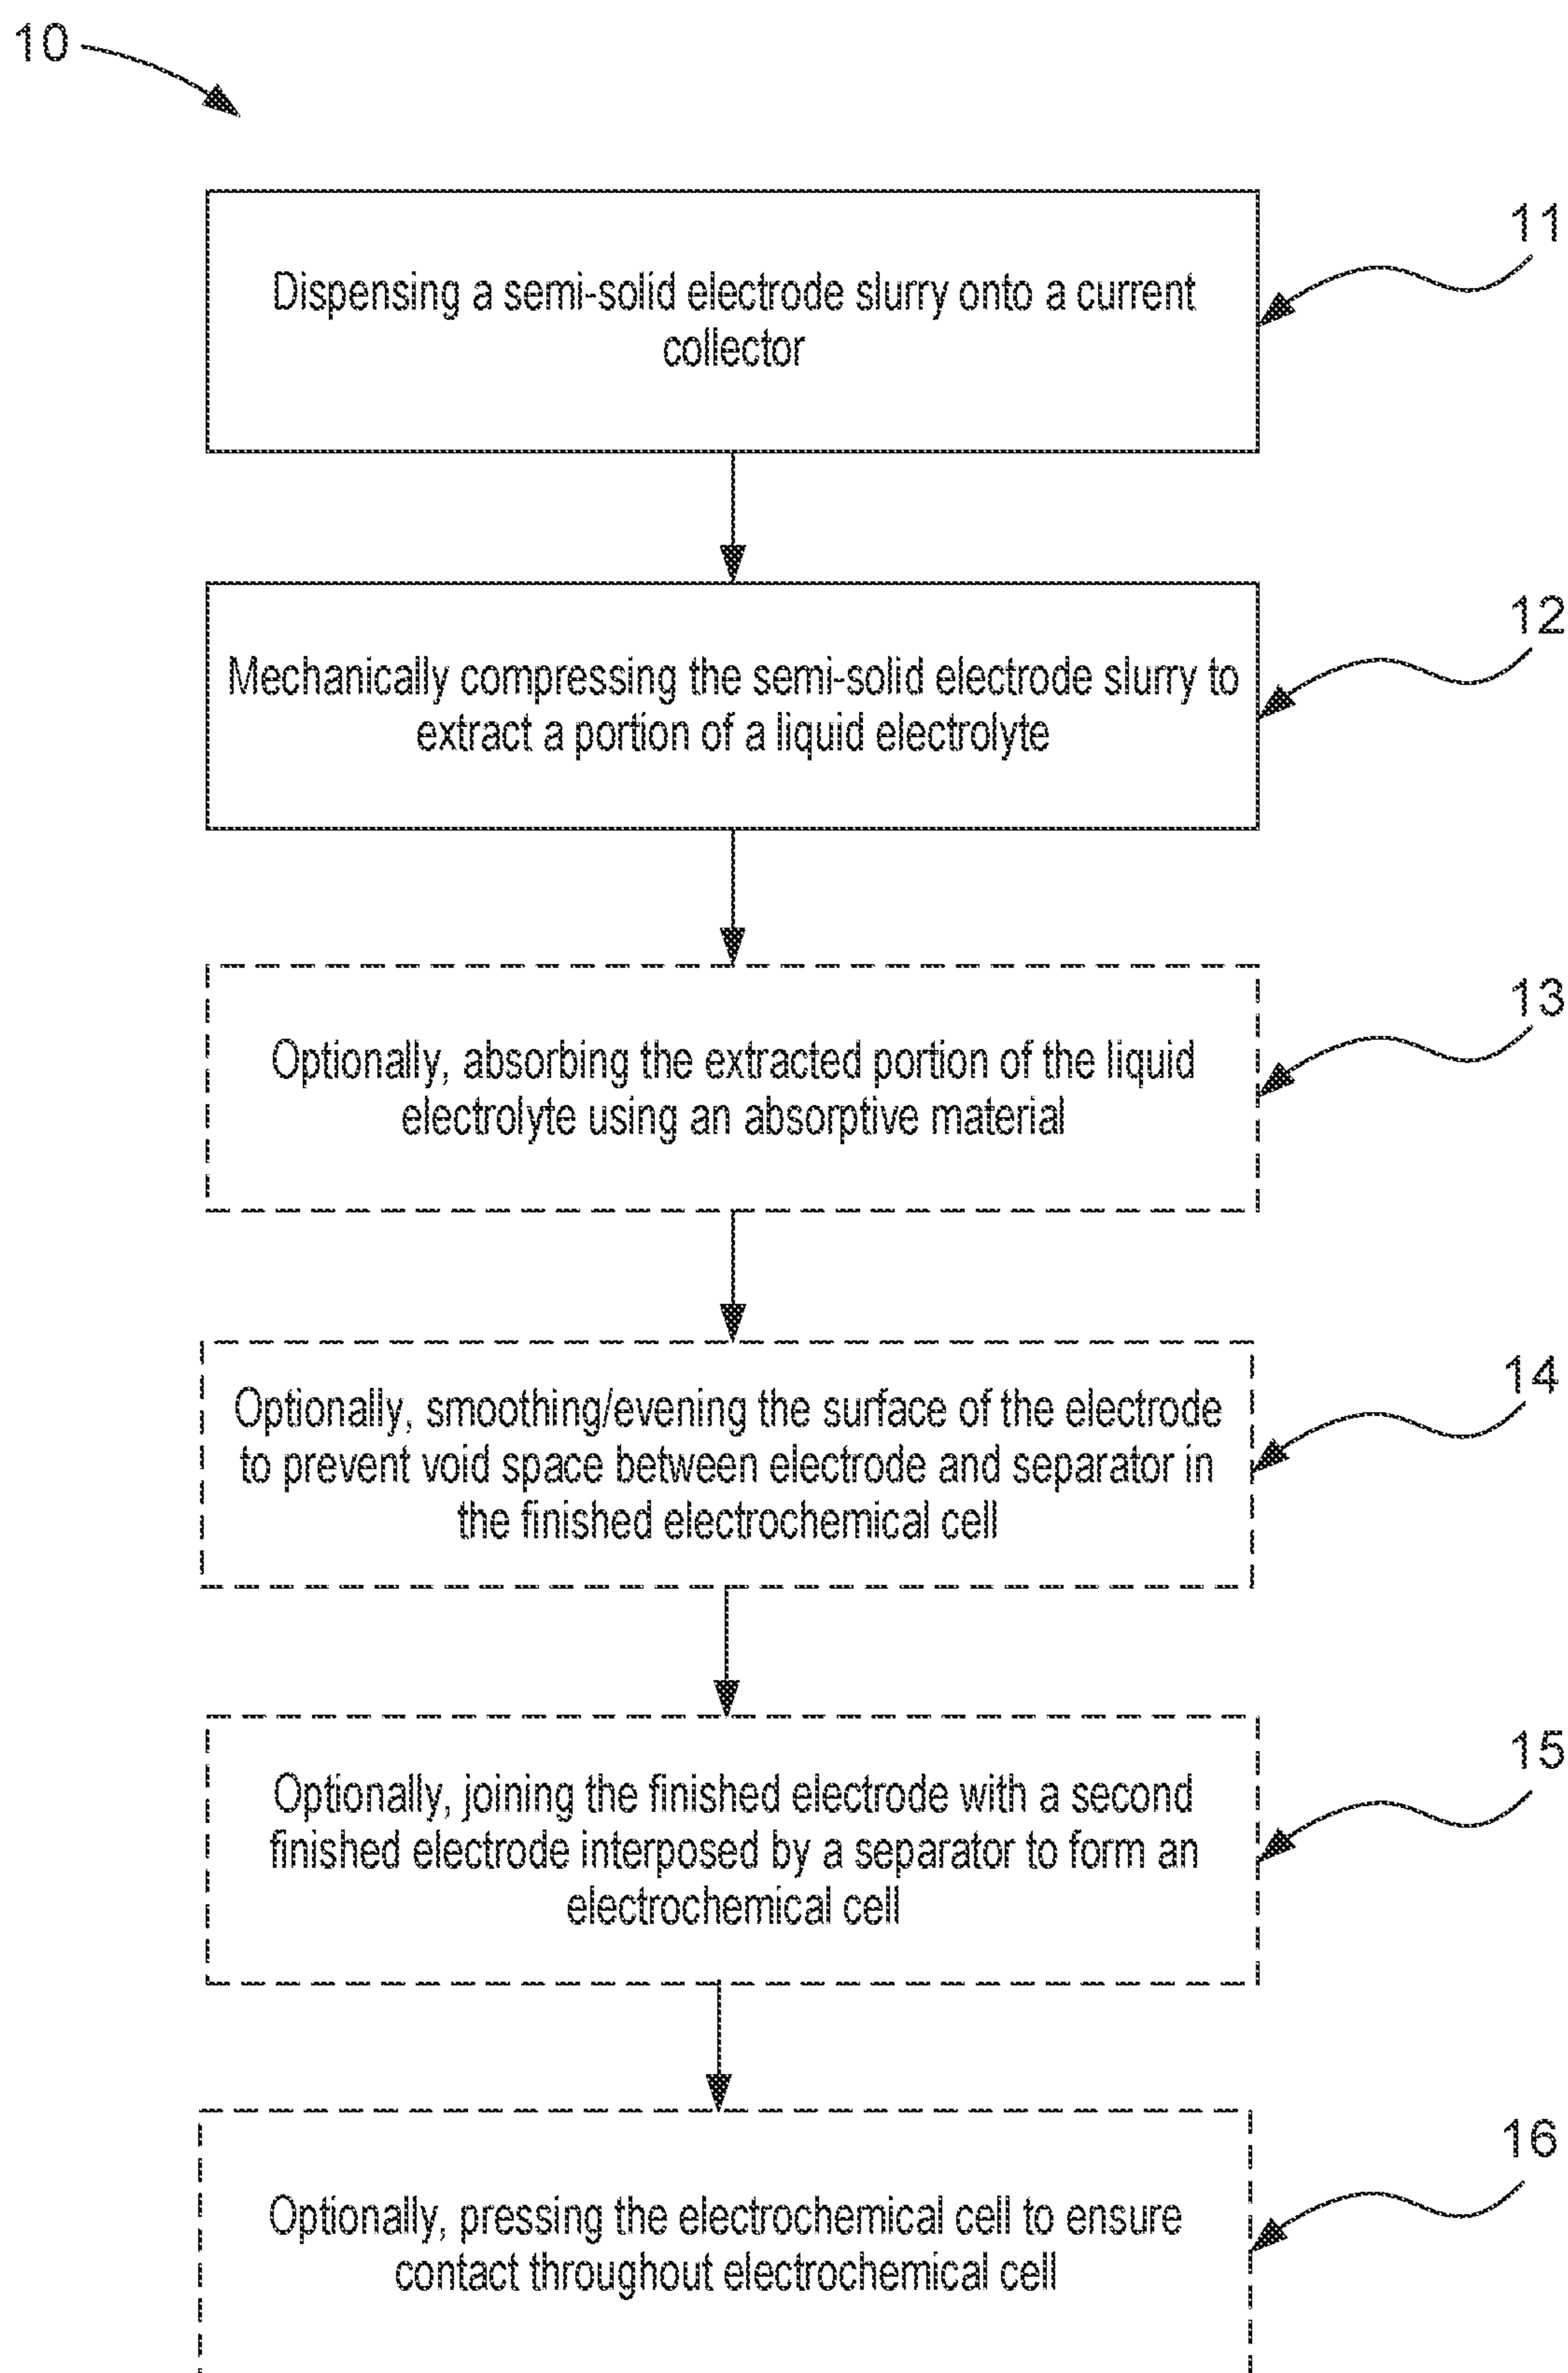 10
11
Dispensing a semi-solid electrode slurry onto a current
collector
12
Mechanically compressing the semi-solid electrode slurry to
extract a portion of a liquid electrolyte
13
Optionally, absorbing the extracted portion of the liquid
electrolyte using an absorptive material
14
Optionally, smoothing/evening the surface of the electrode
to prevent void space between electrode and separator in
the finished electrochemical cell
15
Optionally, joining the finished electrode with a second
finished electrode interposed by a separator to form an
electrochemical cell
16
Optionally, pressing the electrochemical cell to ensure
contact throughout electrochemical cell